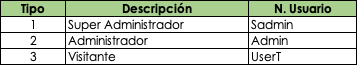 Tipo Descripción N. Usuario
1 Super Administrador Sadmin
2 Administrador Admin
3 Visitante UserT